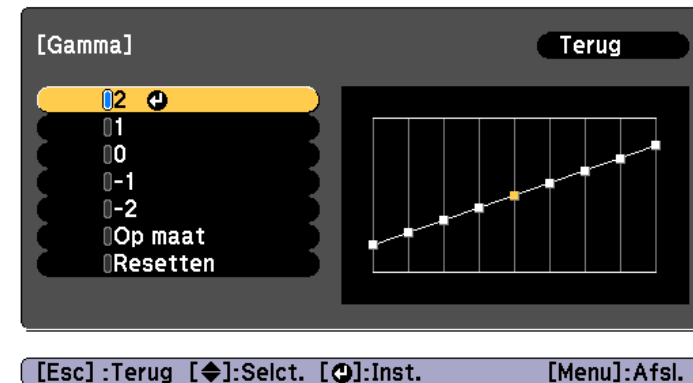 [Gamma]
Terug
2
1
0
-1
-2
Op maat
Resetten
[Esc] :Terug [◆]:Selct. [⏎]:Inst. [Menu]:Afsl.